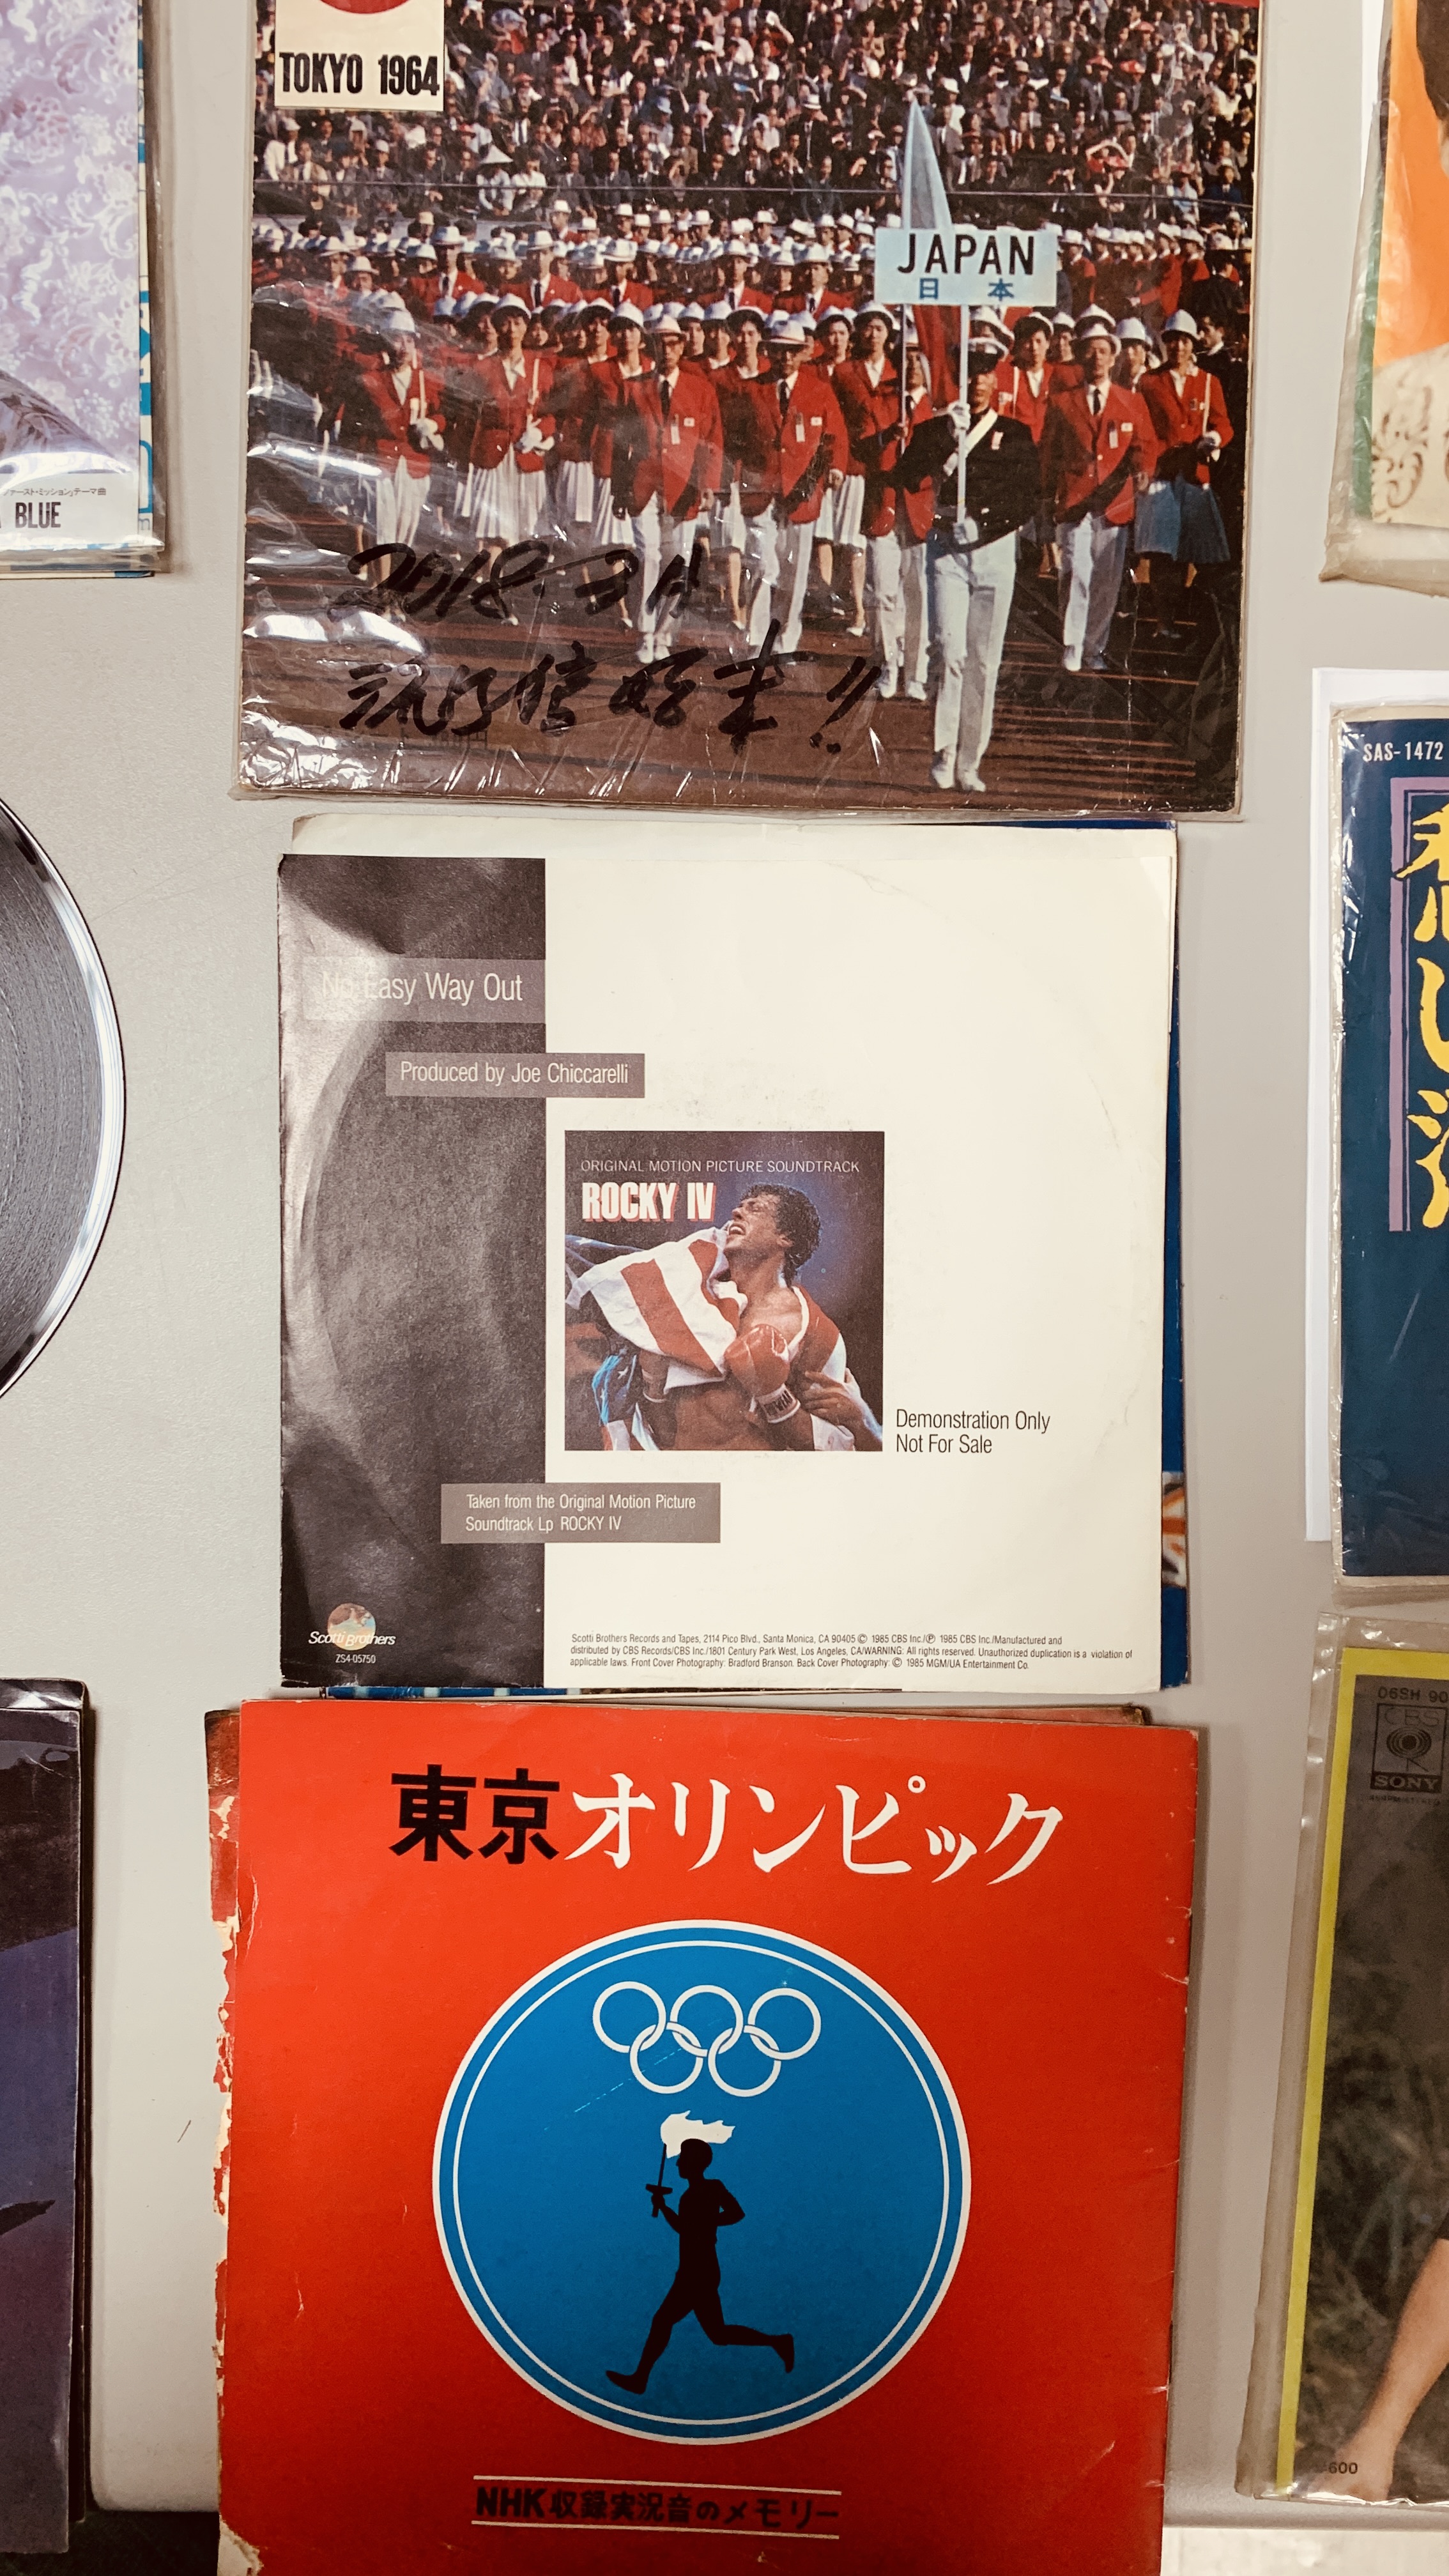 TOKYO 1964
JAPAN
日 本
2018.3月
BLUE
SAS-1472
No Easy Way Out
Produced by Joe Chiccarelli
ORIGINAL MOTION PICTURE SOUNDTRACK
ROCKY IV
Demonstration Only
Not For Sale
Taken from the Original Motion Picture
Soundtrack Lp ROCKY IV
Scotti Brothers
ZS4-05750
Scotti Brothers Records and Tapes, 2114 Pico Blvd., Santa Monica, CA 90405 © 1985 CBS Inc./Ⓟ 1985 CBS Inc./Manufactured and
distributed by CBS Records/CBS Inc./1801 Century Park West, Los Angeles, CA/WARNING: All rights reserved. Unauthorized duplication is a violation of
applicable laws. Front Cover Photography: Bradford Branson. Back Cover Photography: © 1985 MGM/UA Entertainment Co.
06SH 90
CBS
SONY
東京オリンピック
NHK収録実況音のメモリー
600